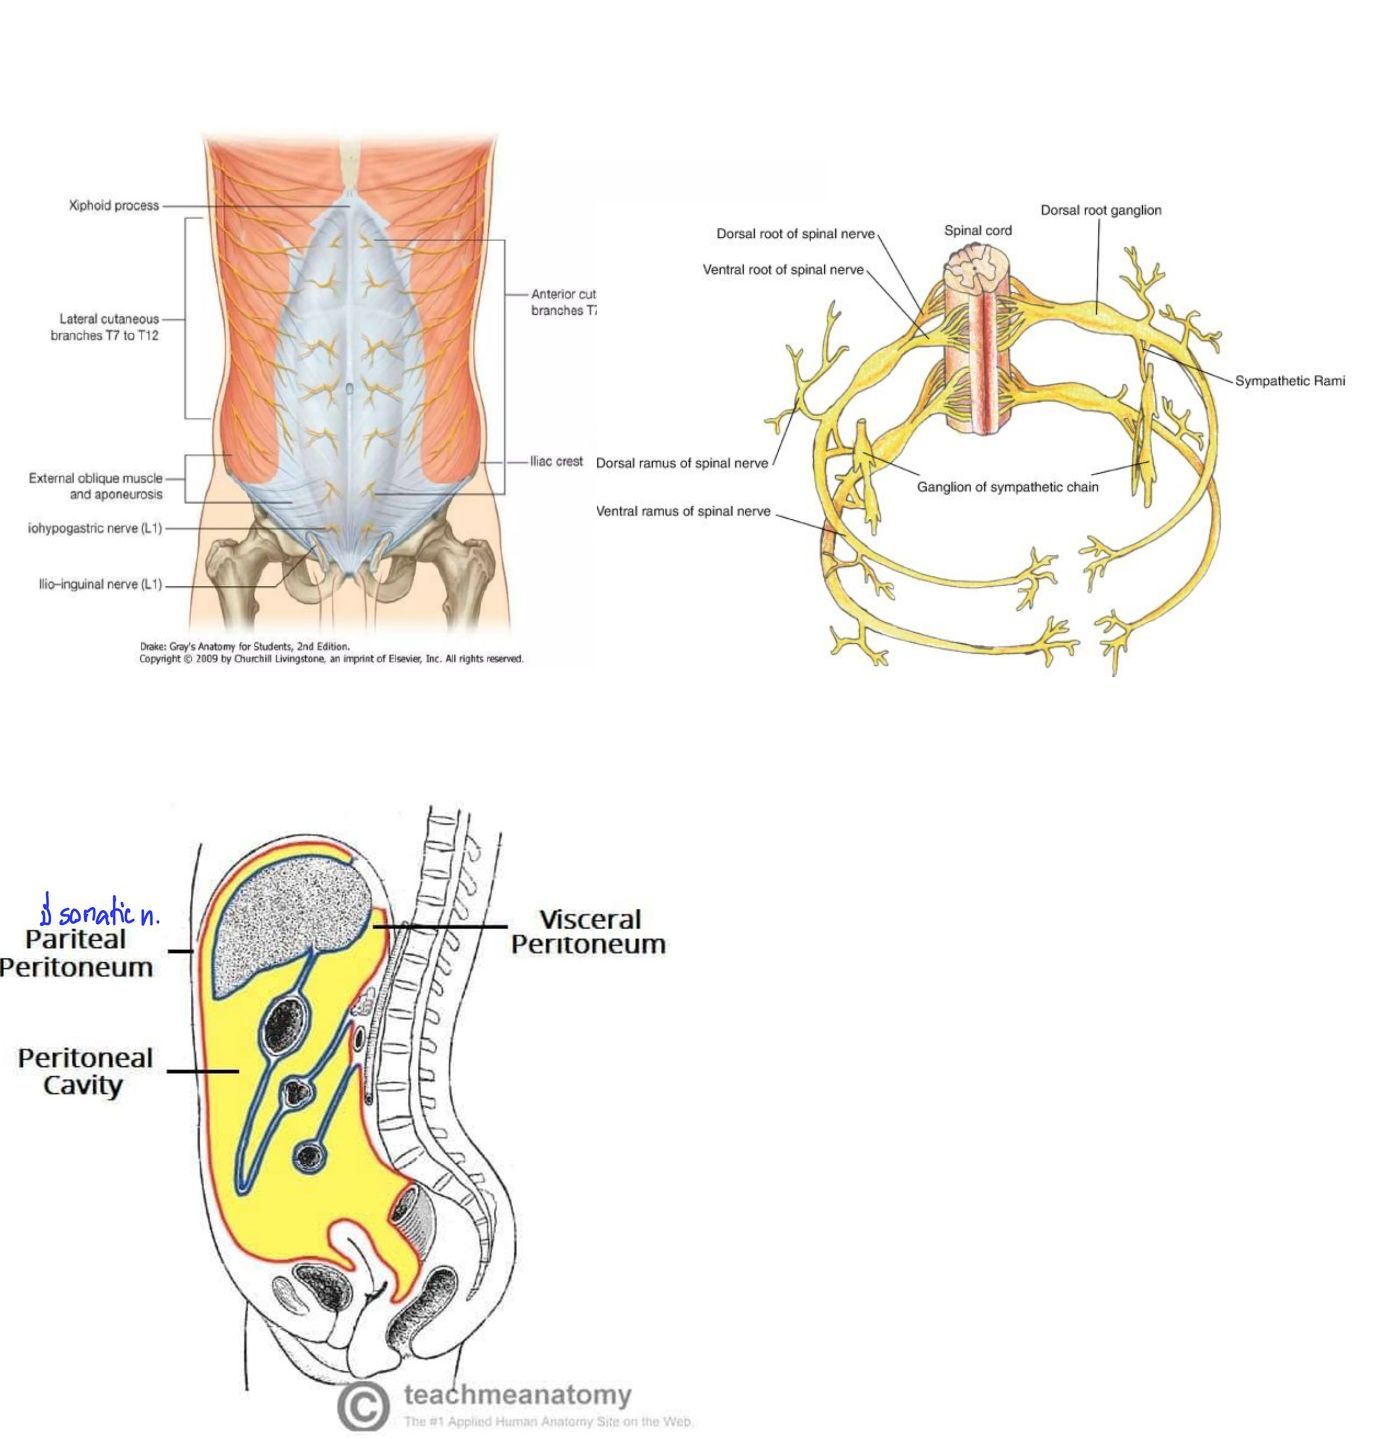 Xiphoid process
Lateral cutaneous
branches T7 to T12
External oblique muscle
and aponeurosis
iohypogastric nerve (L1)
Ilio-inguinal nerve (L1)
Anterior cut
branches T7
Iliac crest
Drake: Gray's Anatomy for Students, 2nd Edition.
Copyright © 2009 by Churchill Livingstone, an imprint of Elsevier, Inc. All rights reserved.
Dorsal root ganglion
Dorsal root of spinal nerve
Spinal cord
Ventral root of spinal nerve
Sympathetic Rami
Dorsal ramus of spinal nerve
Ganglion of sympathetic chain
Ventral ramus of spinal nerve
มี somatic n.
Pariteal
Peritoneum
Visceral
Peritoneum
Peritoneal
Cavity
© teachmeanatomy
The #1 Applied Human Anatomy Site on the Web.